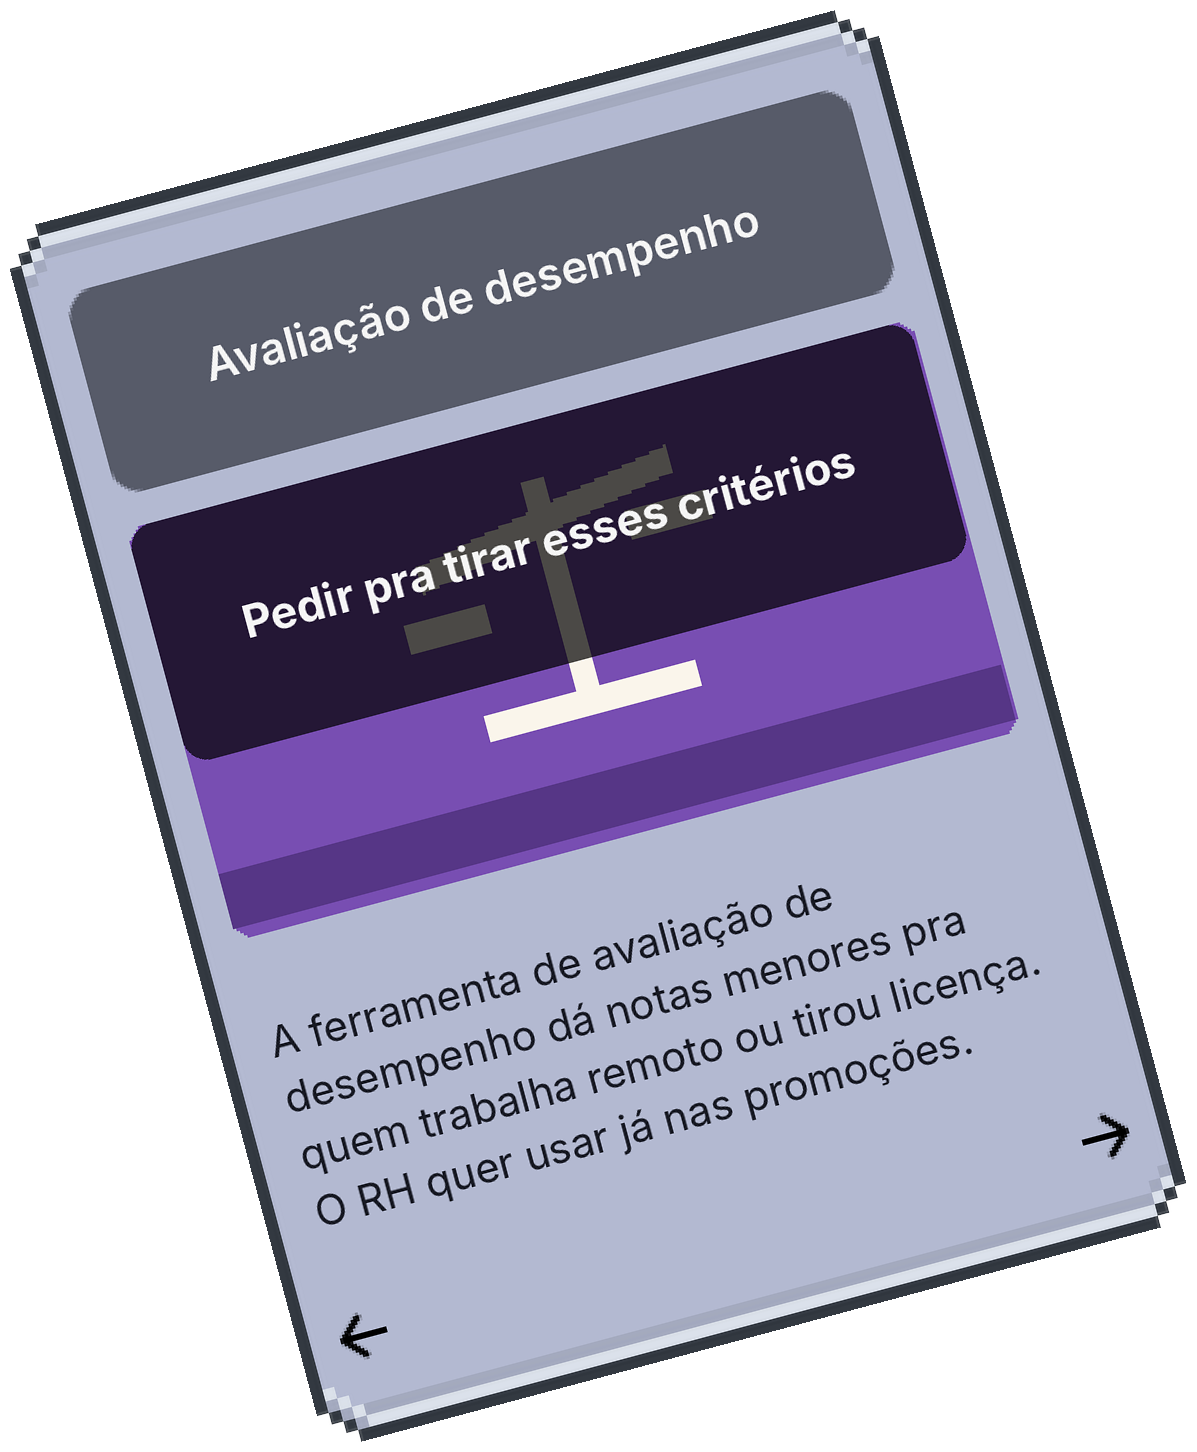 Avaliação de desempenho
Pedir pra tirar esses critérios
A ferramenta de avaliação de
desempenho dá notas menores pra
quem trabalha remoto ou tirou licença.
O RH quer usar já nas promoções.